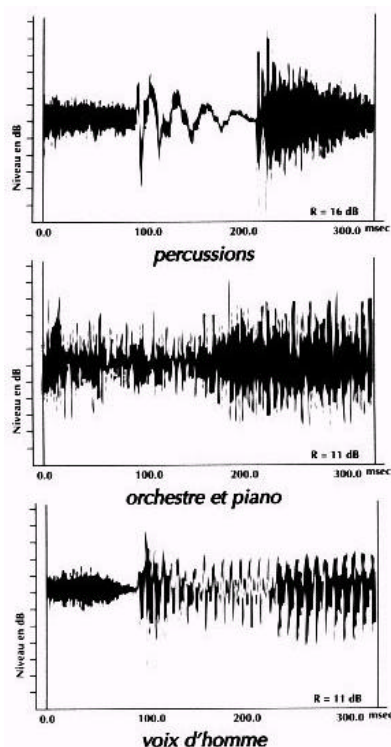 Niveau en dB
R = 16 dB
0.0 100.0 200.0 300.0 msec
percussions
Niveau en dB
R = 11 dB
0.0 100.0 200.0 300.0 msec
orchestre et piano
Niveau en dB
R = 11 dB
0.0 100.0 200.0 300.0 msec
voix d'homme